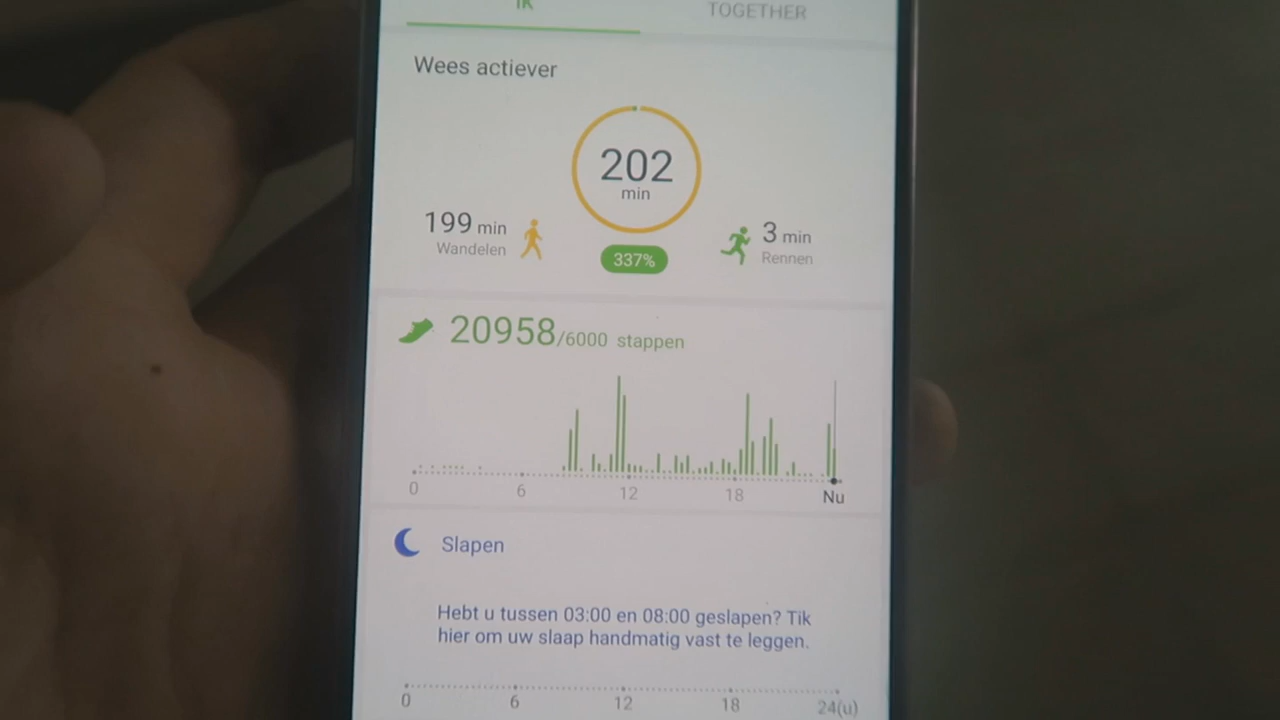 IK
TOGETHER
Wees actiever
202
min
199 min
Wandelen
337%
3 min
Rennen
20958/6000 stappen
0 6 12 18 Nu
Slapen
Hebt u tussen 03:00 en 08:00 geslapen? Tik
hier om uw slaap handmatig vast te leggen.
0 6 12 18 24(u)